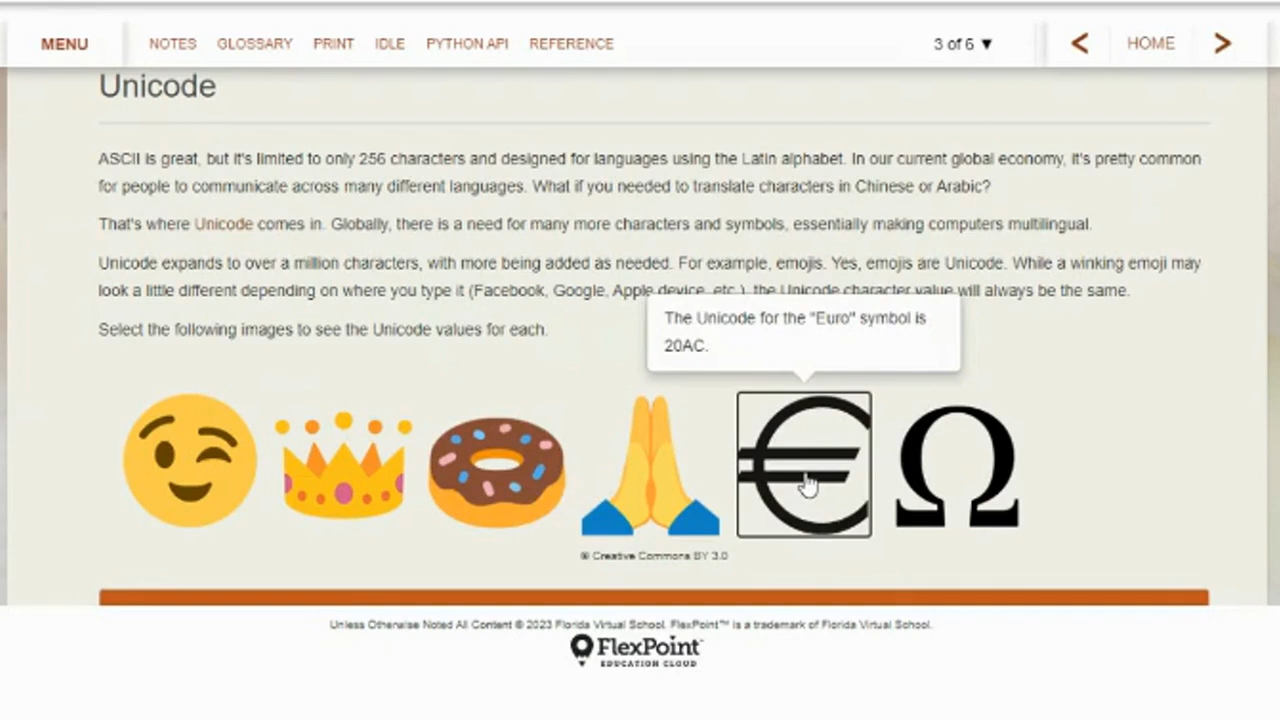 MENU NOTES GLOSSARY PRINT IDLE PYTHON API REFERENCE 3 of 6 ▼ < HOME >
Unicode
ASCII is great, but it's limited to only 256 characters and designed for languages using the Latin alphabet. In our current global economy, it's pretty common
for people to communicate across many different languages. What if you needed to translate characters in Chinese or Arabic?
That's where Unicode comes in. Globally, there is a need for many more characters and symbols, essentially making computers multilingual.
Unicode expands to over a million characters, with more being added as needed. For example, emojis. Yes, emojis are Unicode. While a winking emoji may
look a little different depending on where you type it (Facebook, Google, Apple device, etc.), the Unicode character value will always be the same.
The Unicode for the "Euro" symbol is
20AC.
Select the following images to see the Unicode values for each.
€ Ω
© Creative Commons BY 3.0
Unless Otherwise Noted All Content © 2023 Florida Virtual School. FlexPoint™ is a trademark of Florida Virtual School.
FlexPoint™
EDUCATION CLOUD